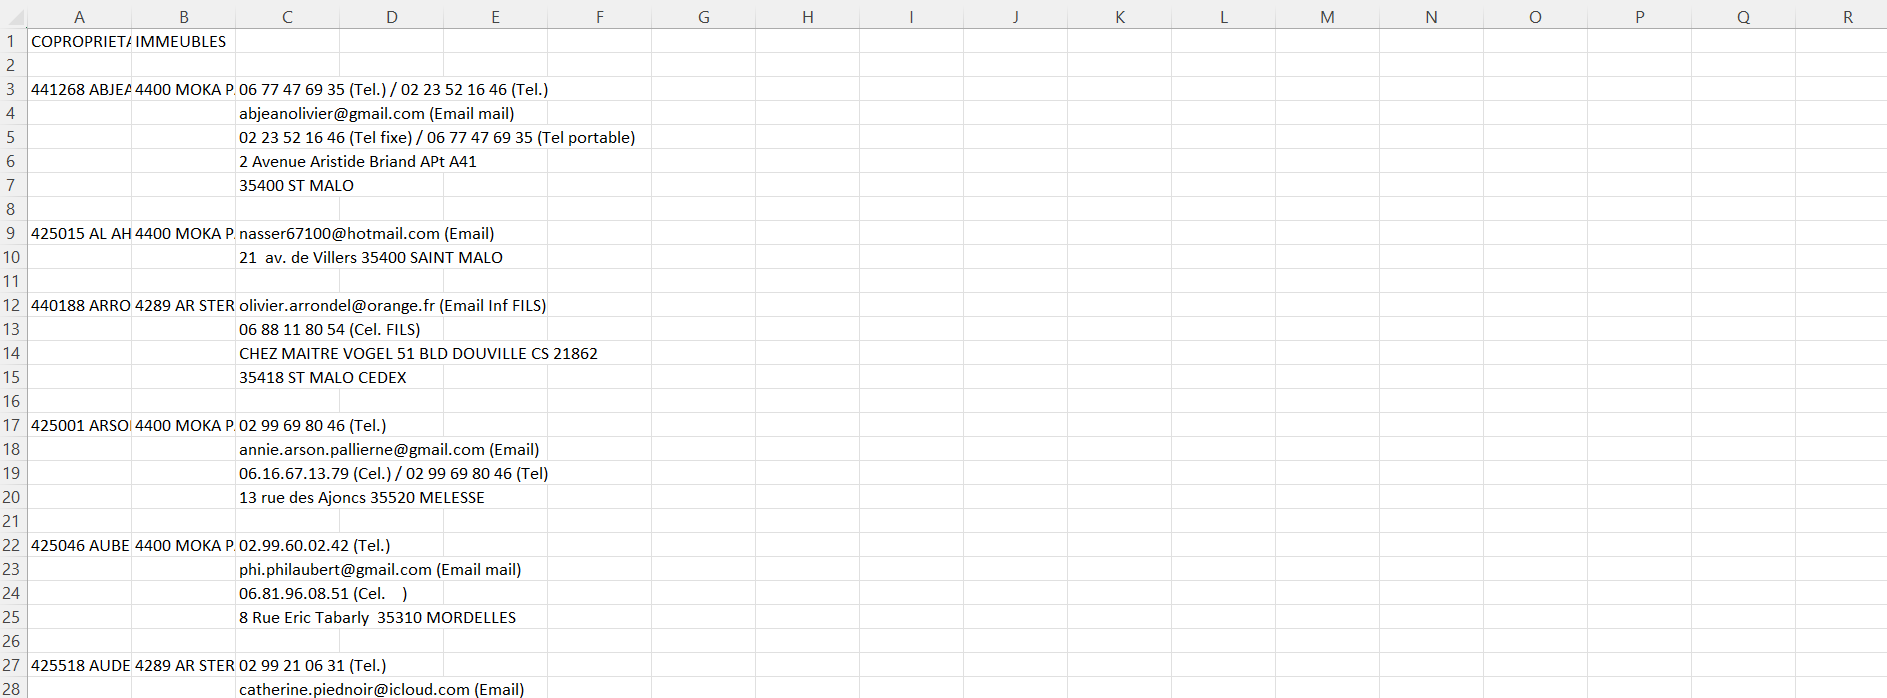 A B C D E F G H I J K L M N O P Q R
1 COPROPRIETA IMMEUBLES
2
3 441268 ABJEA 4400 MOKA P. 06 77 47 69 35 (Tel.) / 02 23 52 16 46 (Tel.)
4 abjeanolivier@gmail.com (Email mail)
5 02 23 52 16 46 (Tel fixe) / 06 77 47 69 35 (Tel portable)
6 2 Avenue Aristide Briand APt A41
7 35400 ST MALO
8
9 425015 AL AH 4400 MOKA P. nasser67100@hotmail.com (Email)
10 21  av. de Villers 35400 SAINT MALO
11
12 440188 ARRO 4289 AR STER olivier.arrondel@orange.fr (Email Inf FILS)
13 06 88 11 80 54 (Cel. FILS)
14 CHEZ MAITRE VOGEL 51 BLD DOUVILLE CS 21862
15 35418 ST MALO CEDEX
16
17 425001 ARSO 4400 MOKA P. 02 99 69 80 46 (Tel.)
18 annie.arson.pallierne@gmail.com (Email)
19 06.16.67.13.79 (Cel.) / 02 99 69 80 46 (Tel)
20 13 rue des Ajoncs 35520 MELESSE
21
22 425046 AUBE 4400 MOKA P. 02.99.60.02.42 (Tel.)
23 phi.philaubert@gmail.com (Email mail)
24 06.81.96.08.51 (Cel.    )
25 8 Rue Eric Tabarly  35310 MORDELLES
26
27 425518 AUDE 4289 AR STER 02 99 21 06 31 (Tel.)
28 catherine.piednoir@icloud.com (Email)